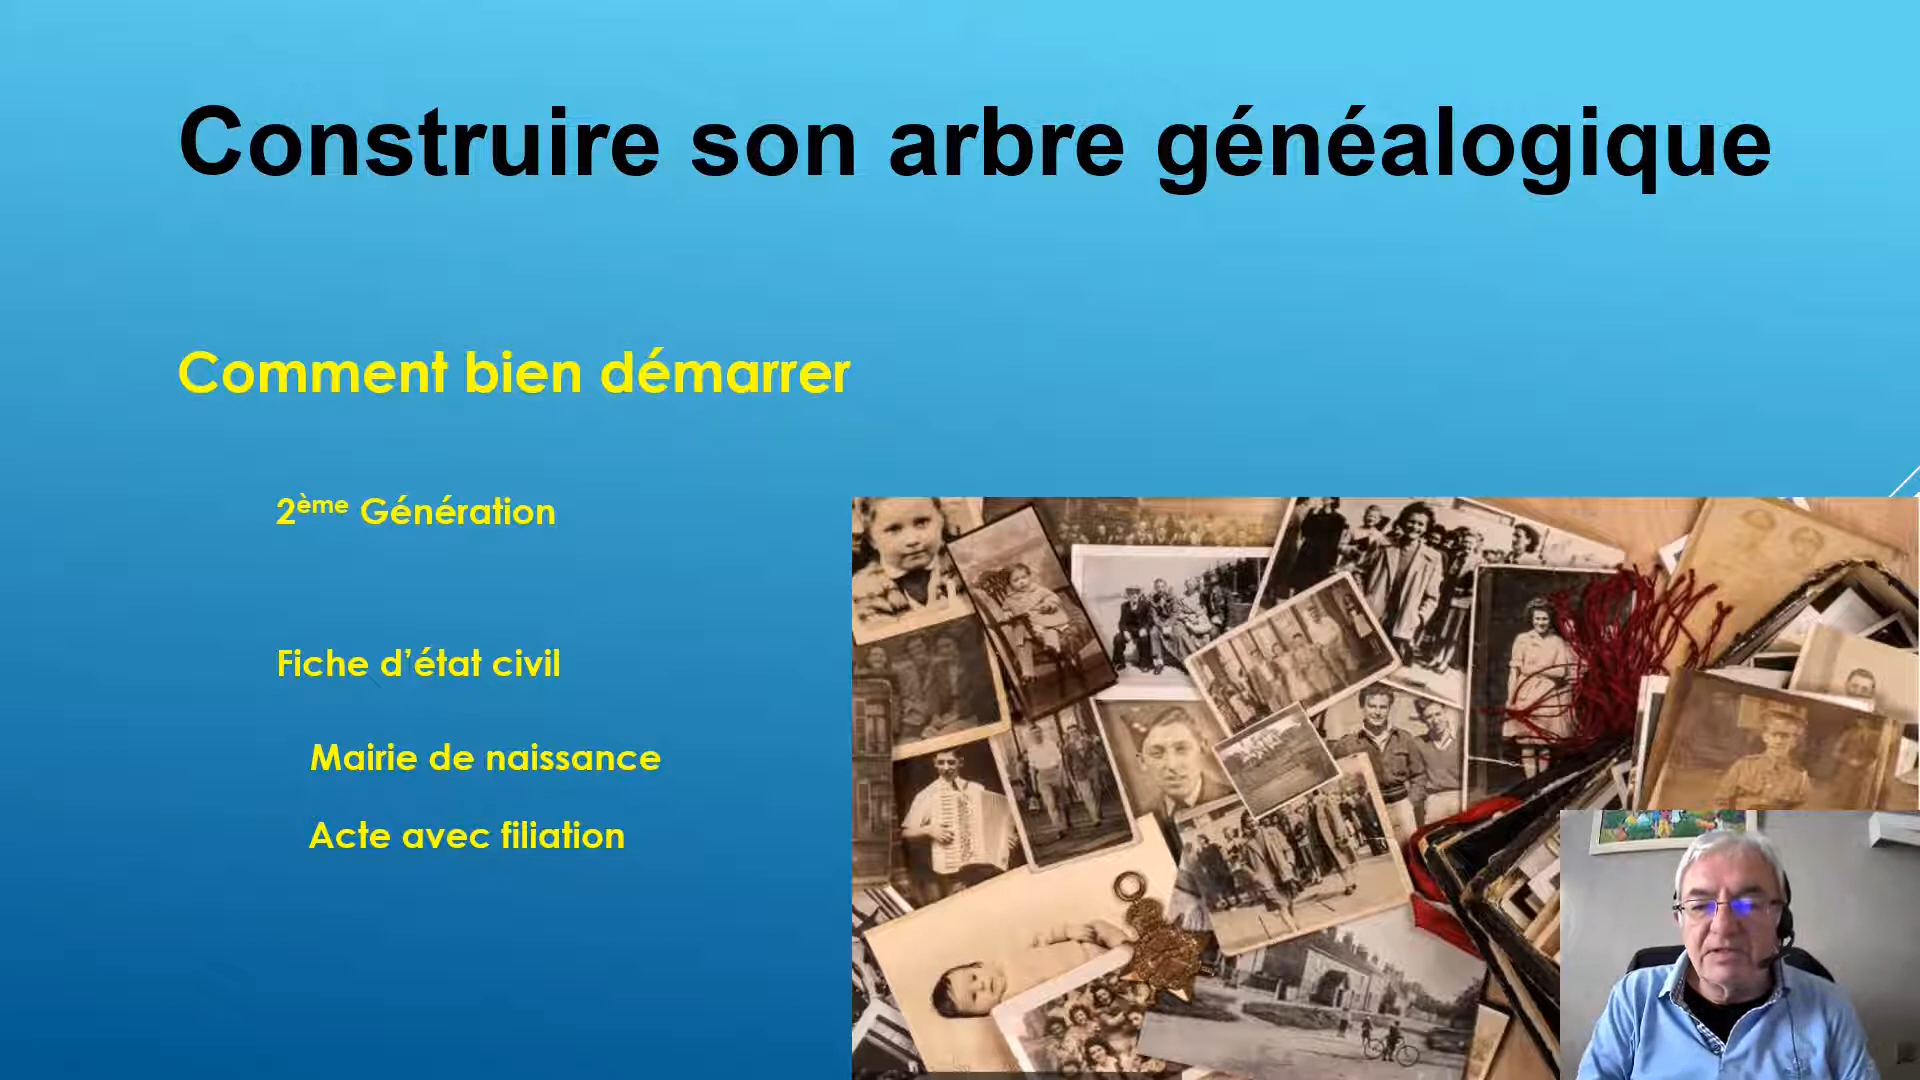 Construire son arbre généalogique
Comment bien démarrer
2ème Génération
Fiche d’état civil
Mairie de naissance
Acte avec filiation